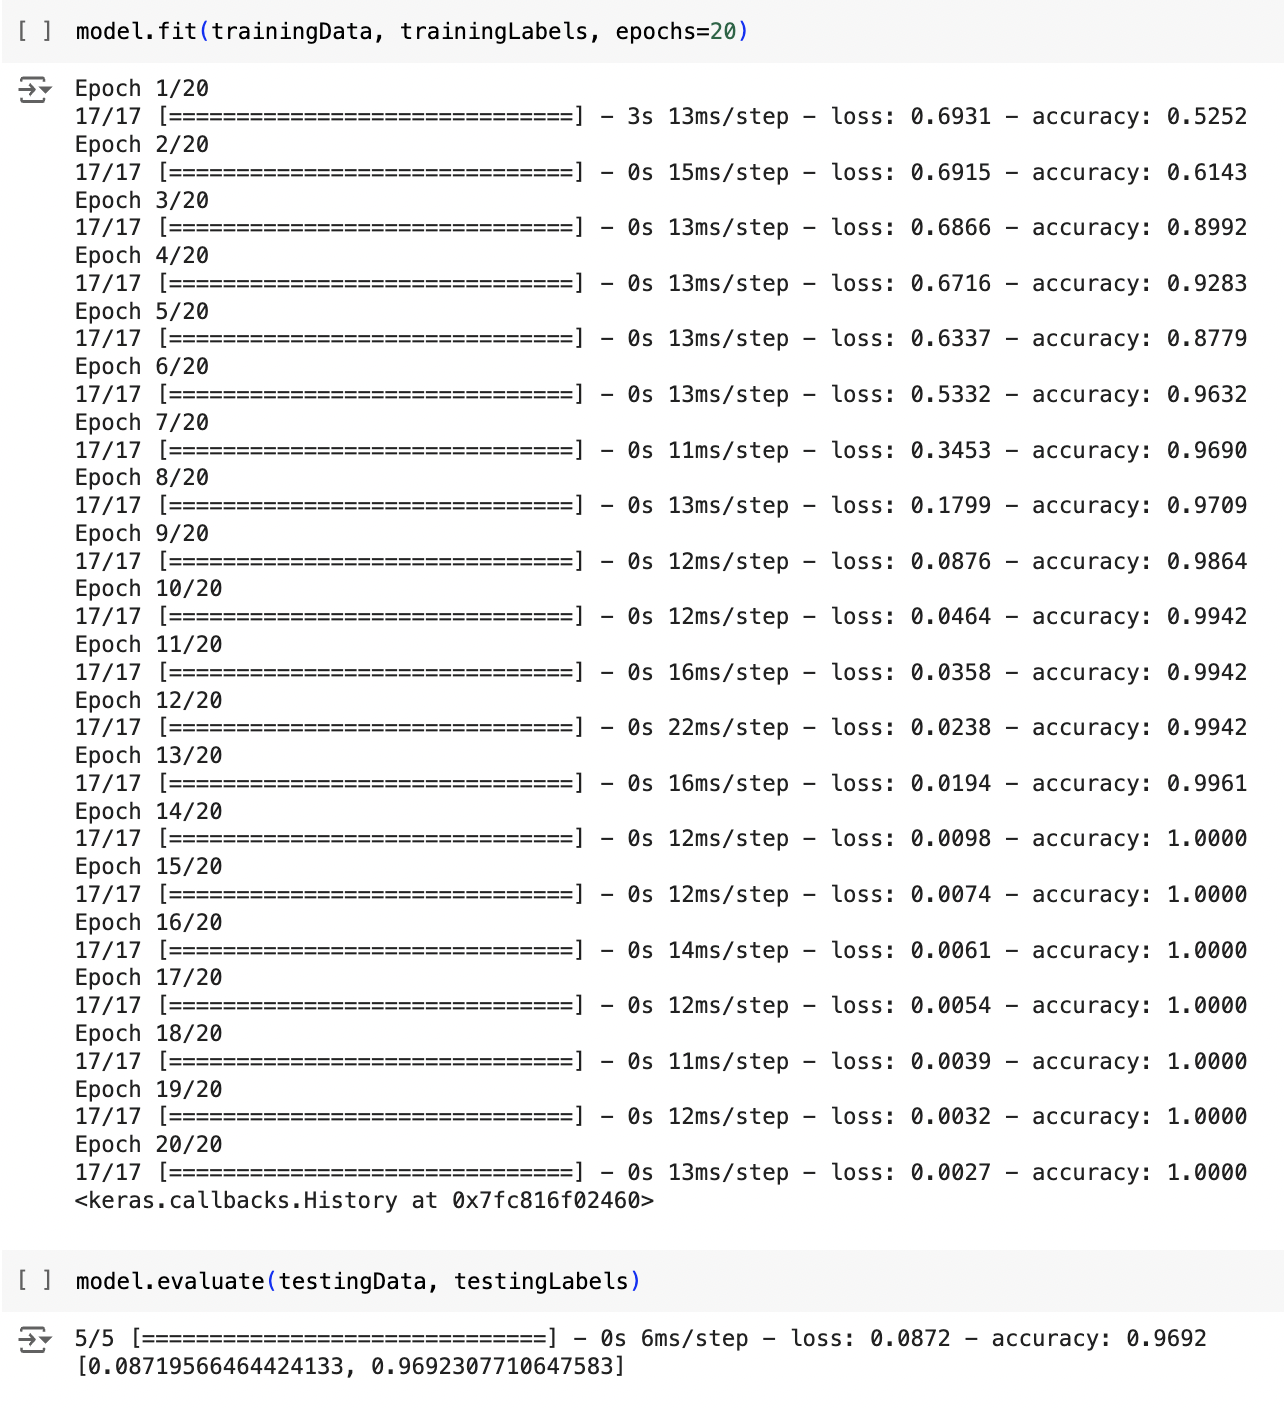 [ ] model.fit(trainingData, trainingLabels, epochs=20)
Epoch 1/20
17/17 [==============================] - 3s 13ms/step - loss: 0.6931 - accuracy: 0.5252
Epoch 2/20
17/17 [==============================] - 0s 15ms/step - loss: 0.6915 - accuracy: 0.6143
Epoch 3/20
17/17 [==============================] - 0s 13ms/step - loss: 0.6866 - accuracy: 0.8992
Epoch 4/20
17/17 [==============================] - 0s 13ms/step - loss: 0.6716 - accuracy: 0.9283
Epoch 5/20
17/17 [==============================] - 0s 13ms/step - loss: 0.6337 - accuracy: 0.8779
Epoch 6/20
17/17 [==============================] - 0s 13ms/step - loss: 0.5332 - accuracy: 0.9632
Epoch 7/20
17/17 [==============================] - 0s 11ms/step - loss: 0.3453 - accuracy: 0.9690
Epoch 8/20
17/17 [==============================] - 0s 13ms/step - loss: 0.1799 - accuracy: 0.9709
Epoch 9/20
17/17 [==============================] - 0s 12ms/step - loss: 0.0876 - accuracy: 0.9864
Epoch 10/20
17/17 [==============================] - 0s 12ms/step - loss: 0.0464 - accuracy: 0.9942
Epoch 11/20
17/17 [==============================] - 0s 16ms/step - loss: 0.0358 - accuracy: 0.9942
Epoch 12/20
17/17 [==============================] - 0s 22ms/step - loss: 0.0238 - accuracy: 0.9942
Epoch 13/20
17/17 [==============================] - 0s 16ms/step - loss: 0.0194 - accuracy: 0.9961
Epoch 14/20
17/17 [==============================] - 0s 12ms/step - loss: 0.0098 - accuracy: 1.0000
Epoch 15/20
17/17 [==============================] - 0s 12ms/step - loss: 0.0074 - accuracy: 1.0000
Epoch 16/20
17/17 [==============================] - 0s 14ms/step - loss: 0.0061 - accuracy: 1.0000
Epoch 17/20
17/17 [==============================] - 0s 12ms/step - loss: 0.0054 - accuracy: 1.0000
Epoch 18/20
17/17 [==============================] - 0s 11ms/step - loss: 0.0039 - accuracy: 1.0000
Epoch 19/20
17/17 [==============================] - 0s 12ms/step - loss: 0.0032 - accuracy: 1.0000
Epoch 20/20
17/17 [==============================] - 0s 13ms/step - loss: 0.0027 - accuracy: 1.0000
<keras.callbacks.History at 0x7fc816f02460>
[ ] model.evaluate(testingData, testingLabels)
5/5 [==============================] - 0s 6ms/step - loss: 0.0872 - accuracy: 0.9692
[0.08719566464424133, 0.9692307710647583]